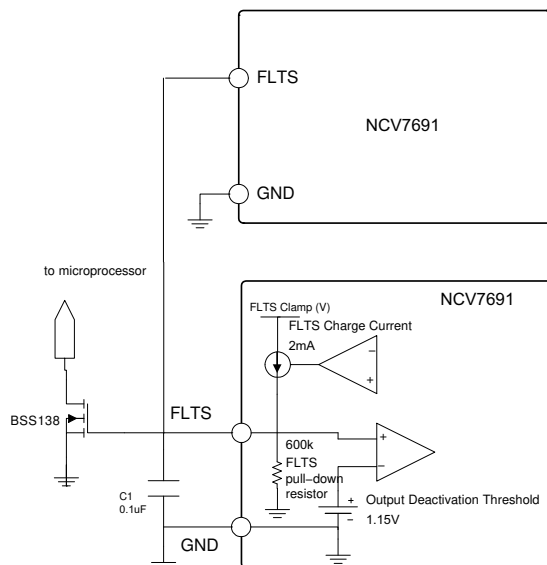 FLTS
NCV7691
GND
to microprocessor
NCV7691
FLTS Clamp (V)
FLTS Charge Current
2mA
−
+
BSS138
FLTS
600k
FLTS
pull−down
resistor
+
−
C1
0.1uF
+
−
Output Deactivation Threshold
1.15V
GND